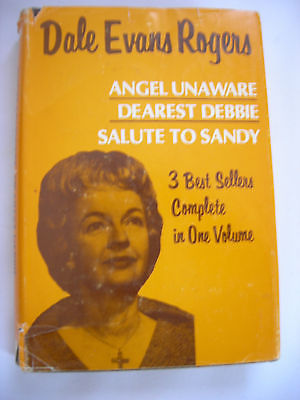 Dale Evans Rogers
ANGEL UNAWARE
DEAREST DEBBIE
SALUTE TO SANDY
3 Best Sellers
Complete
in One Volume